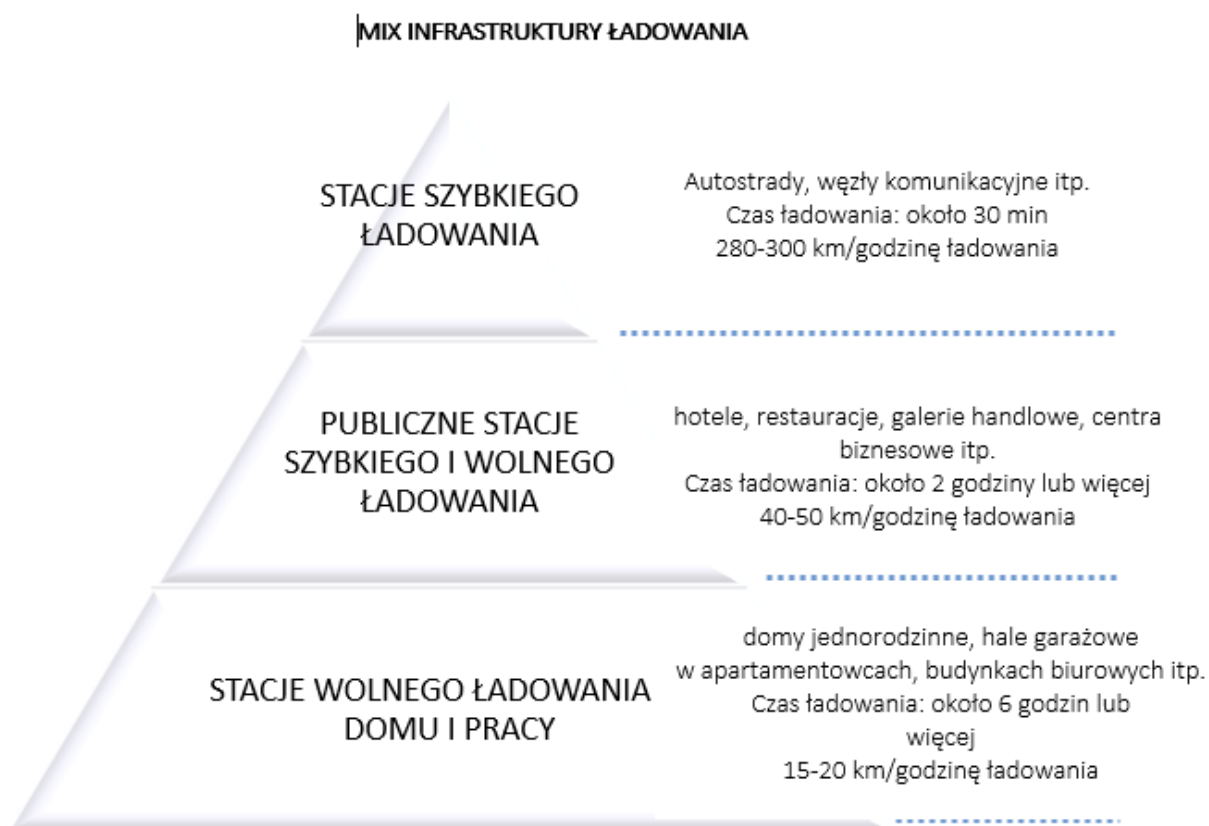 MIX INFRASTRUKTURY ŁADOWANIA
STACJE SZYBKIEGO
ŁADOWANIA
Autostrady, węzły komunikacyjne itp.
Czas ładowania: około 30 min
280-300 km/godzinę ładowania
PUBLICZNE STACJE
SZYBKIEGO I WOLNEGO
ŁADOWANIA
hotele, restauracje, galerie handlowe, centra
biznesowe itp.
Czas ładowania: około 2 godziny lub więcej
40-50 km/godzinę ładowania
STACJE WOLNEGO ŁADOWANIA
DOMU I PRACY
domy jednorodzinne, hale garażowe
w apartamentowcach, budynkach biurowych itp.
Czas ładowania: około 6 godzin lub
więcej
15-20 km/godzinę ładowania